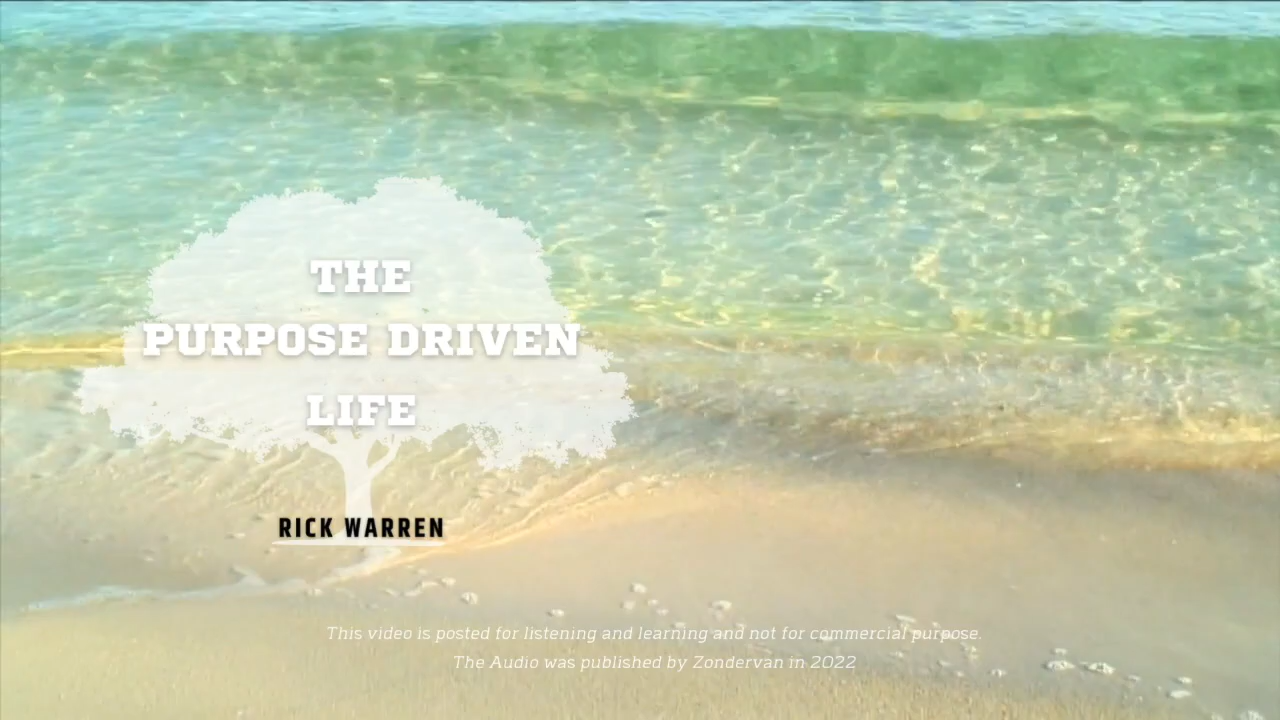 THE
PURPOSE DRIVEN
LIFE
RICK WARREN
This video is posted for listening and learning and not for commercial purpose.
The Audio was published by Zondervan in 2022